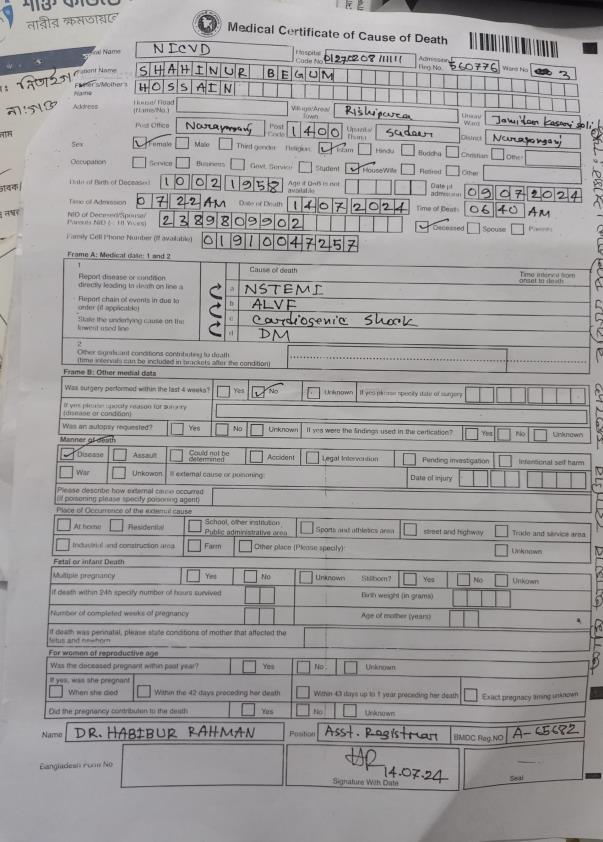 নারীর ক্ষমতায়নে
Medical Certificate of Cause of Death
Hospital Name NICVD Hospital Code No. Admission Reg No. 560776 Ward No 3
Patient Name SHAHINUR BEGUM
Father's/Mother's Name HOSSAIN
Address House/ Road (Name/No.) Village/Area/ Town Rishipara Union/ Ward
Post Office Narayanganj Post Code 1400 Upazila/ Thana Sadar District Narayanganj
Sex Female Male Third gender Religion Islam Hindu Buddha Christian Other
Occupation Service Business Govt. Service Student HouseWife Retired Other
Date of Birth of Deceased 10021958 Age if DoB is not available Date of admission 09072024
Time of Admission 0722AM Date of Death 14072024 Time of Death 0640 AM
NID of Deceased/Spouse/ Parents NID (< 18 Years) 2389809902 Deceased Spouse Parents
Family Cell Phone Number (If available) 01910047257
Frame A: Medical date: 1 and 2
1 Cause of death Time interval from onset to death
Report disease or condition directly leading to death on line a a NSTEMI
Report chain of events in due to order (if applicable) b ALVF
State the underlying cause on the lowest used line c Cardiogenic Shock
d DM
2
Other significant conditions contributing to death
(time intervals can be included in brackets after the condition)
Frame B: Other medical data
Was surgery performed within the last 4 weeks? Yes No Unknown If yes please specify date of surgery
If yes please specify reason for surgery (disease or condition)
Was an autopsy requested? Yes No Unknown If yes were the findings used in the certication? Yes No Unknown
Manner of death
Disease Assault Could not be determined Accident Legal Intervention Pending investigation Intentional self harm
War Unkowon If external cause or poisoning: Date of injury
Please describe how external cause occurred (If poisoning please specify poisoning agent)
Place of Occurrence of the external cause
At home Residential School, other institution, Public administrative area Sports and athletics area street and highway Trade and service area
Industrial and construction area Farm Other place (Please specify): Unknown
Fetal or infant Death
Multiple pregnancy Yes No Unknown Stillborn? Yes No Unkown
If death within 24h specify number of hours survived Birth weight (in grams)
Number of completed weeks of pregnancy Age of mother (years)
If death was perinatal, please state conditions of mother that affected the fetus and newborn
For women of reproductive age
Was the deceased pregnant within past year? Yes No Unknown
If yes, was she pregnant
When she died Within the 42 days preceding her death Within 43 days up to 1 year preceding her death Exact pregnacy timing unknown
Did the pregnancy contribute to the death Yes No Unknown
Name DR. HABIBUR RAHMAN Position Asst. Registrar BMDC Reg.NO A-65682
Bangladesh Form No 14.07.24
Signature With Date Seal